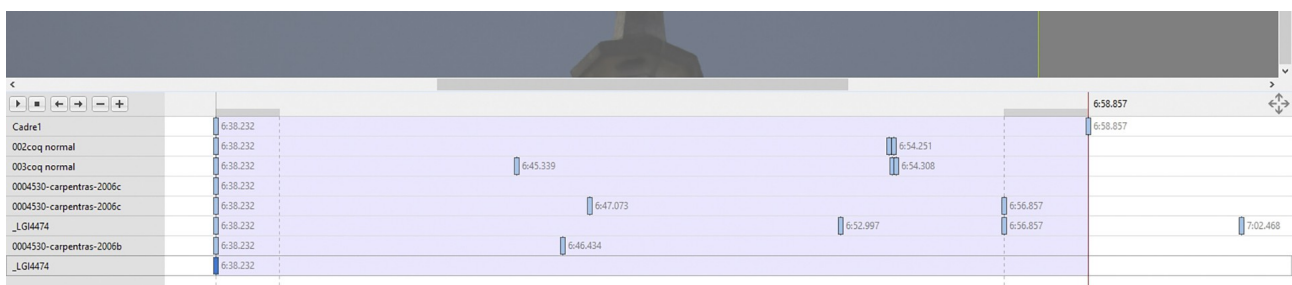 6:58.857
Cadre1 6:38.232 6:58.857
002coq normal 6:38.232 6:54.251
003coq normal 6:38.232 6:45.339 6:54.308
0004530-carpentras-2006c 6:38.232
0004530-carpentras-2006c 6:38.232 6:47.073 6:56.857
_LGI4474 6:38.232 6:52.997 6:56.857 7:02.468
0004530-carpentras-2006b 6:38.232 6:46.434
_LGI4474 6:38.232